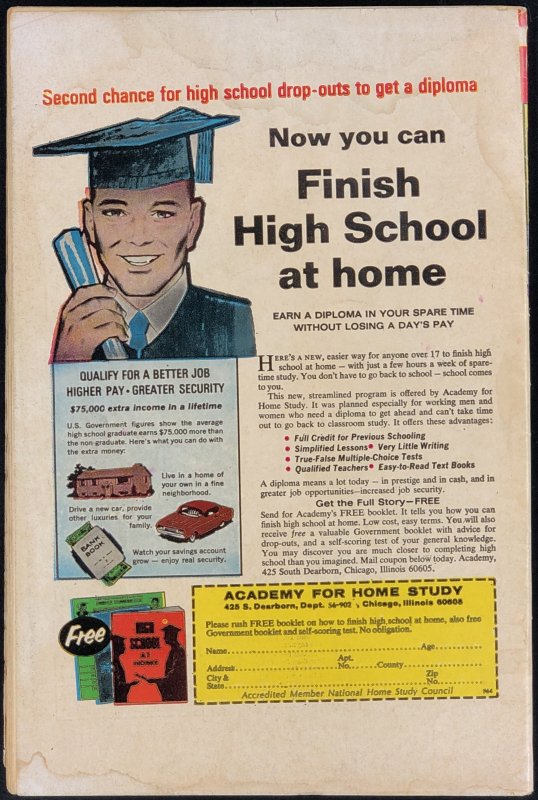 Second chance for high school drop-outs to get a diploma
Now you can
Finish
High School
at home
EARN A DIPLOMA IN YOUR SPARE TIME
WITHOUT LOSING A DAY'S PAY
HERE'S A NEW, easier way for anyone over 17 to finish high
school at home — with just a few hours a week of spare-
time study. You don't have to go back to school — school comes
to you.
This new, streamlined program is offered by Academy for
Home Study. It was planned especially for working men and
women who need a diploma to get ahead and can't take time
out to go back to classroom study. It offers these advantages:
• Full Credit for Previous Schooling
• Simplified Lessons • Very Little Writing
• True-False Multiple-Choice Tests
• Qualified Teachers • Easy-to-Read Text Books
A diploma means a lot today — in prestige and in cash, and in
greater job opportunities—increased job security.
Get the Full Story—FREE
Send for Academy's FREE booklet. It tells you how you can
finish high school at home. Low cost, easy terms. You will also
receive free a valuable Government booklet with advice for
drop-outs, and a self-scoring test of your general knowledge.
You may discover you are much closer to completing high
school than you imagined. Mail coupon below today. Academy,
425 South Dearborn, Chicago, Illinois 60605.
QUALIFY FOR A BETTER JOB
HIGHER PAY • GREATER SECURITY
$75,000 extra income in a lifetime
U.S. Government figures show the average
high school graduate earns $75,000 more than
the non-graduate. Here's what you can do with
the extra money:
Live in a home of
your own in a fine
neighborhood.
Drive a new car, provide
other luxuries for your
family.
BANK
BOOK
Watch your savings account
grow — enjoy real security.
Free
HIGH
SCHOOL
AT
HOME
ACADEMY FOR HOME STUDY
425 S. Dearborn, Dept. 56-902, Chicago, Illinois 60605
Please rush FREE booklet on how to finish high school at home, also free
Government booklet and self-scoring test. No obligation.
Name Age
Address Apt. No. County
City & State Zip No.
Accredited Member National Home Study Council